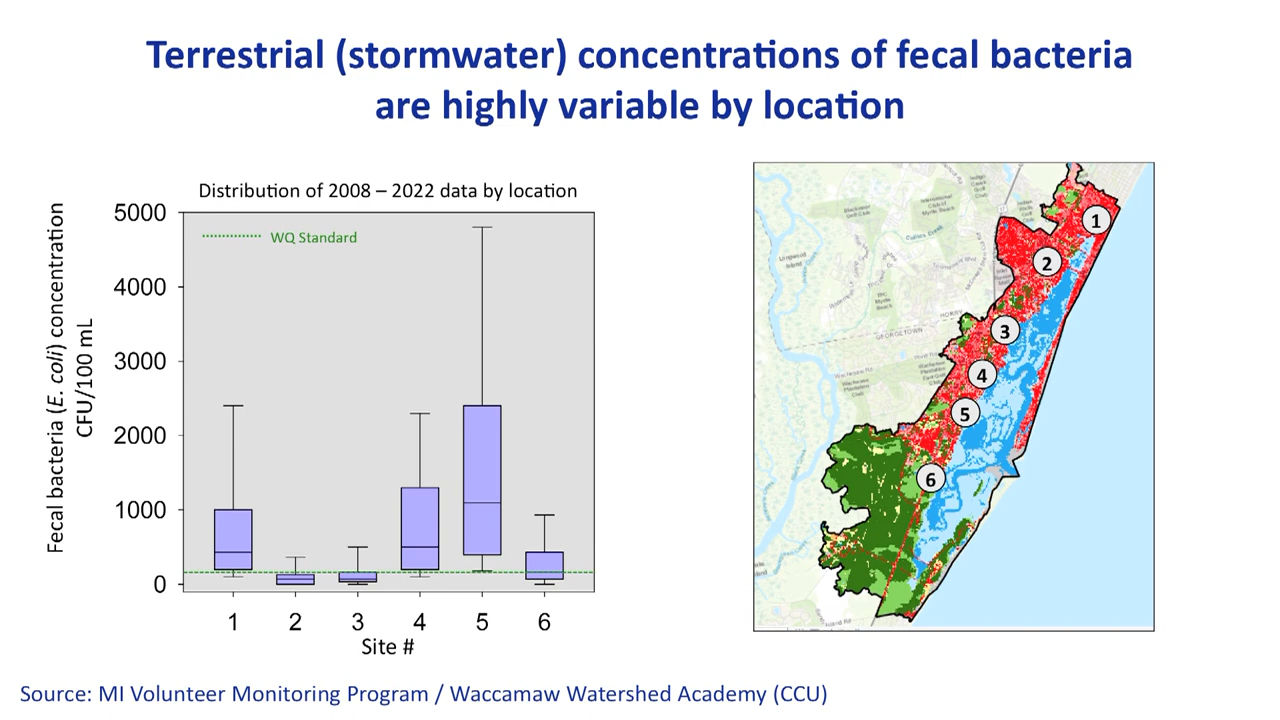 Terrestrial (stormwater) concentrations of fecal bacteria
are highly variable by location
Distribution of 2008 – 2022 data by location
WQ Standard
Fecal bacteria (E. coli) concentration
CFU/100 mL
5000
4000
3000
2000
1000
0
1 2 3 4 5 6
Site #
1
2
3
4
5
6
HORRY
GEORGETOWN
Source: MI Volunteer Monitoring Program / Waccamaw Watershed Academy (CCU)